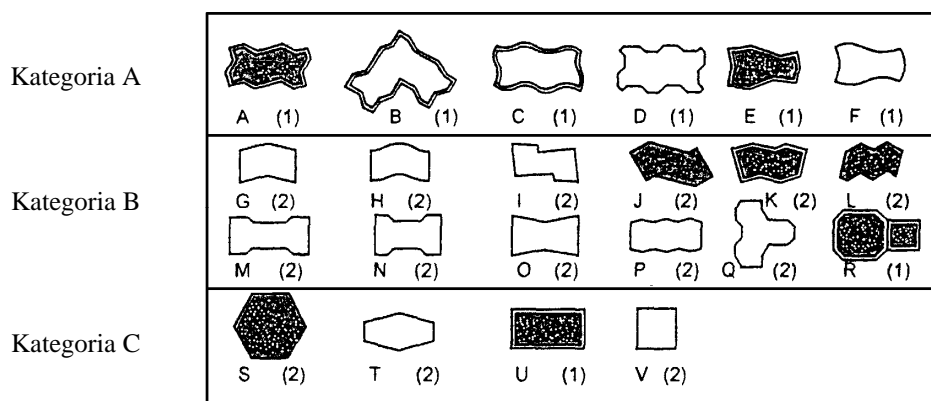 Kategoria A
A (1) B (1) C (1) D (1) E (1) F (1)
Kategoria B
G (2) H (2) I (2) J (2) K (2) L (2)
M (2) N (2) O (2) P (2) Q (2) R (1)
Kategoria C
S (2) T (2) U (1) V (2)